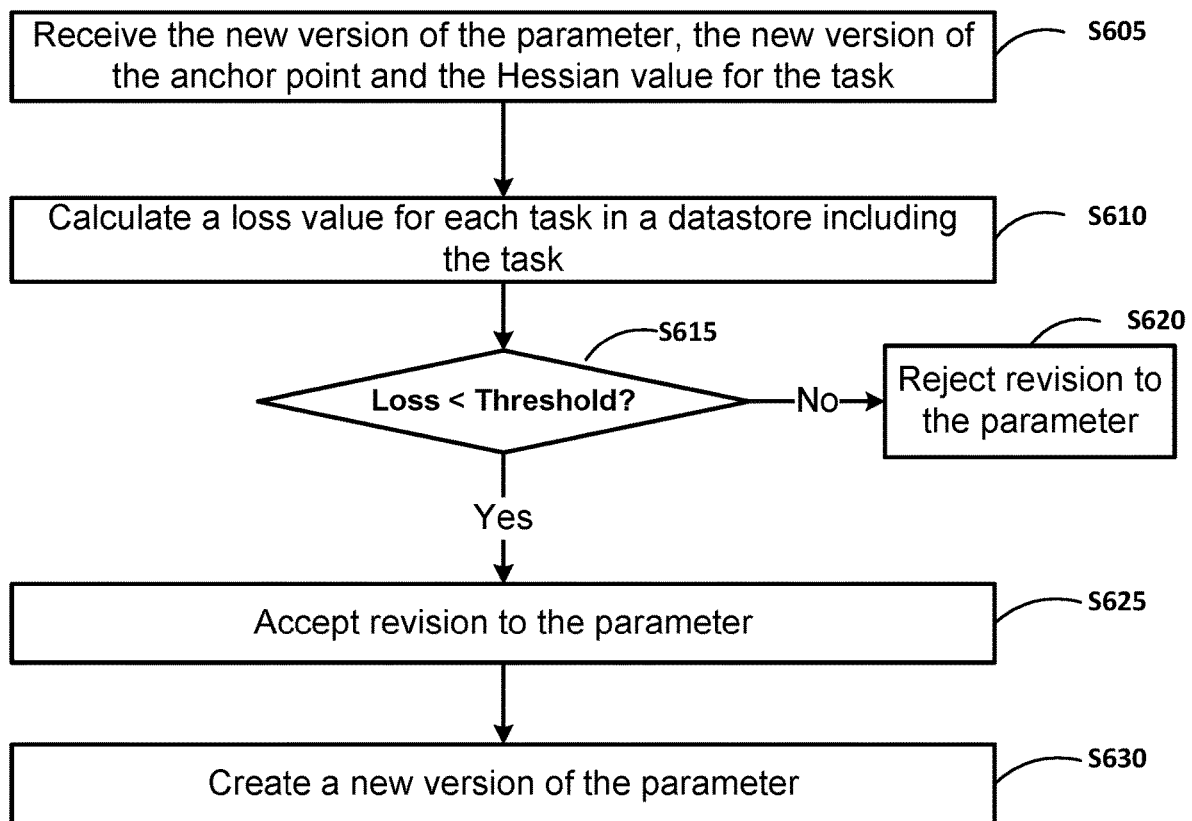 Receive the new version of the parameter, the new version of
the anchor point and the Hessian value for the task
S605
Calculate a loss value for each task in a datastore including
the task
S610
S615
Loss < Threshold?
No
S620
Reject revision to
the parameter
Yes
Accept revision to the parameter
S625
Create a new version of the parameter
S630